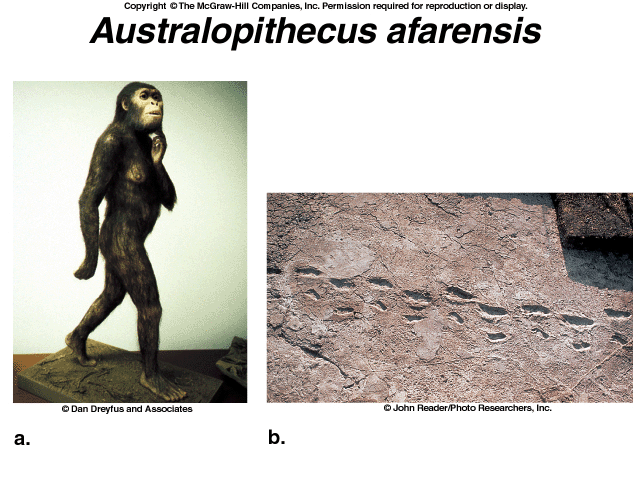 Copyright © The McGraw-Hill Companies, Inc. Permission required for reproduction or display.
Australopithecus afarensis
© Dan Dreyfus and Associates
© John Reader/Photo Researchers, Inc.
a.
b.